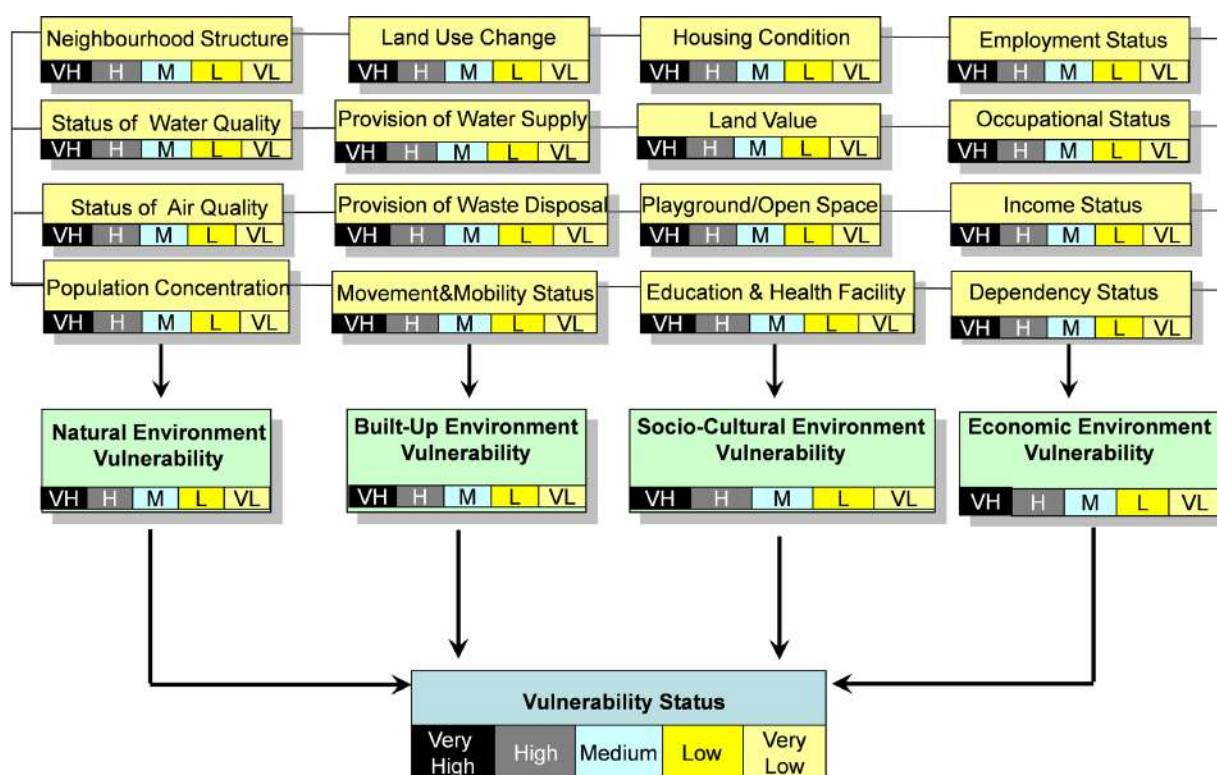 Neighbourhood Structure
VH H M L VL
Land Use Change
VH H M L VL
Housing Condition
VH H M L VL
Employment Status
VH H M L VL
Status of Water Quality
VH H M L VL
Provision of Water Supply
VH H M L VL
Land Value
VH H M L VL
Occupational Status
VH H M L VL
Status of Air Quality
VH H M L VL
Provision of Waste Disposal
VH H M L VL
Playground/Open Space
VH H M L VL
Income Status
VH H M L VL
Population Concentration
VH H M L VL
Movement&Mobility Status
VH H M L VL
Education & Health Facility
VH H M L VL
Dependency Status
VH H M L VL
Natural Environment
Vulnerability
VH H M L VL
Built-Up Environment
Vulnerability
VH H M L VL
Socio-Cultural Environment
Vulnerability
VH H M L VL
Economic Environment
Vulnerability
VH H M L VL
Vulnerability Status
Very
High
High
Medium
Low
Very
Low